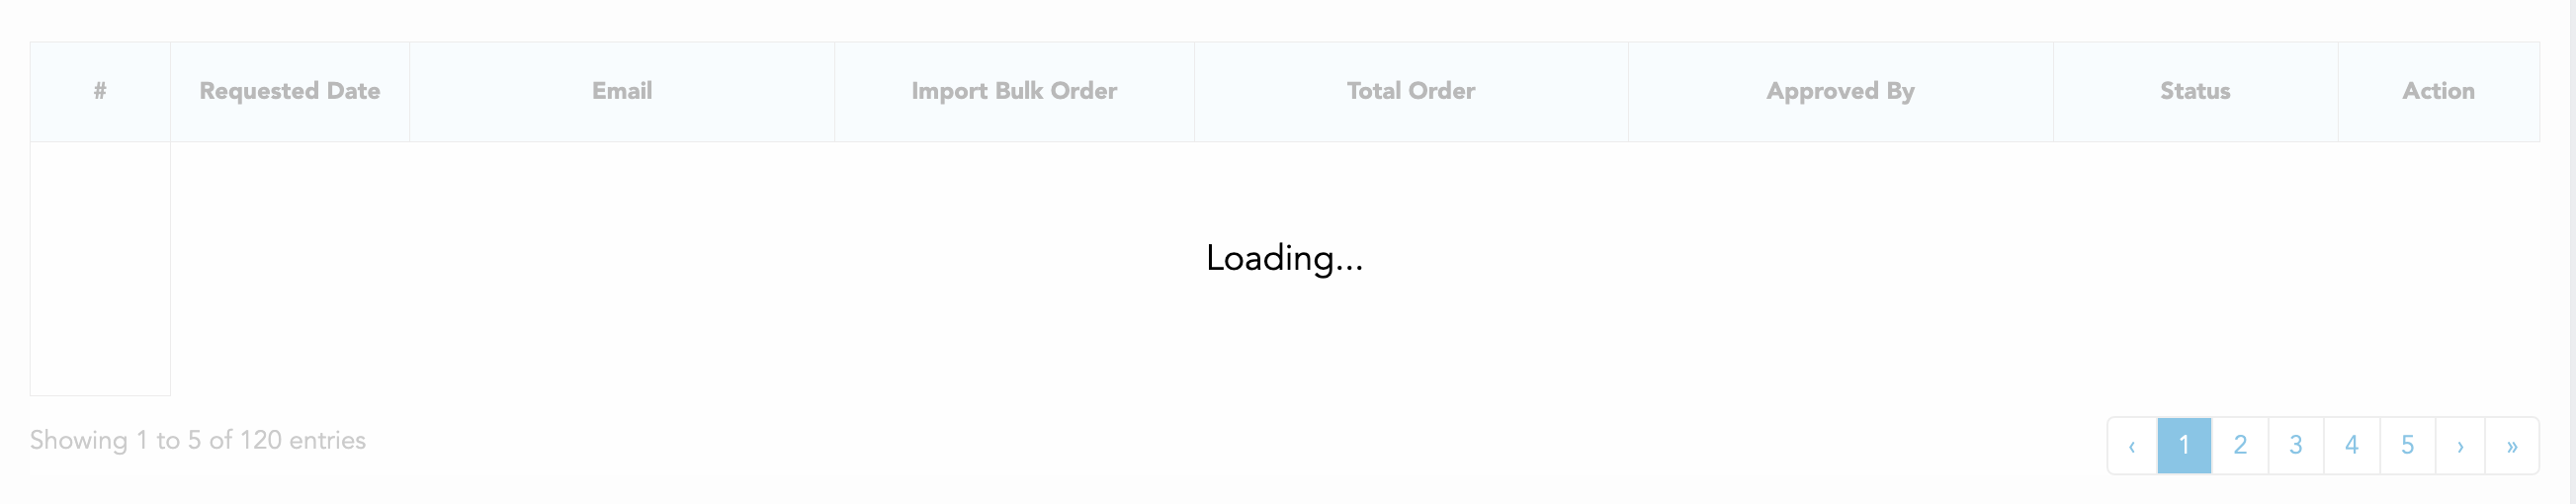 # Requested Date Email Import Bulk Order Total Order Approved By Status Action
Loading...
Showing 1 to 5 of 120 entries
‹ 1 2 3 4 5 › »